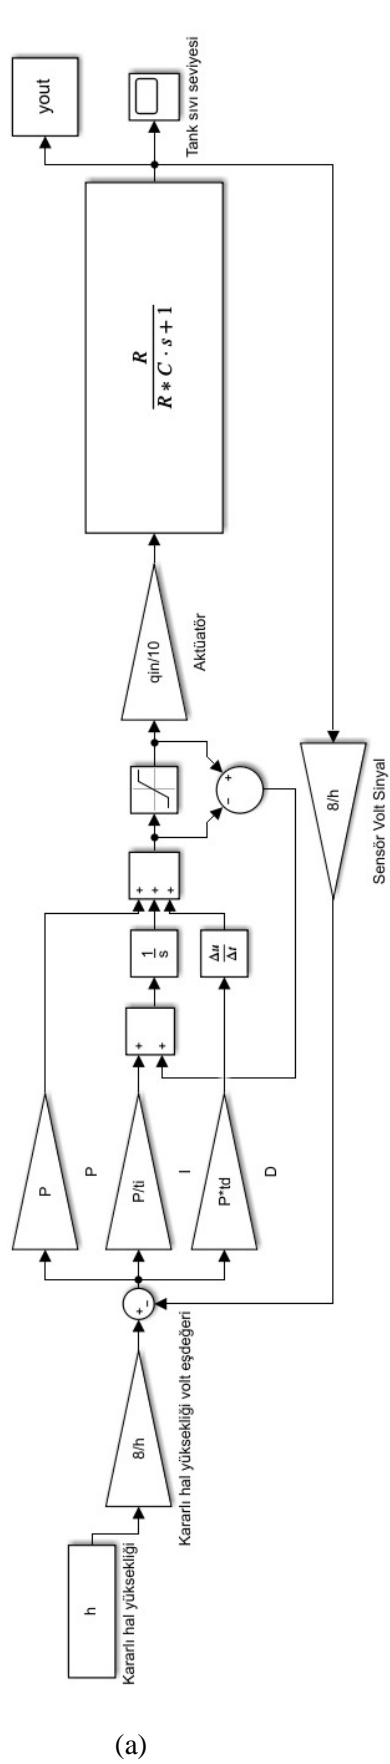 h
Kararlı hal yüksekliği
8/h
Kararlı hal yüksekliği volt eşdeğeri
+
−
P
P
P/ti
I
P*td
D
+
+
1
s
Δu
Δt
+
+
+
−
+
qin/10
Aktüatör
R
R * C · s + 1
yout
Tank sıvı seviyesi
8/h
Sensör Volt Sinyal
(a)